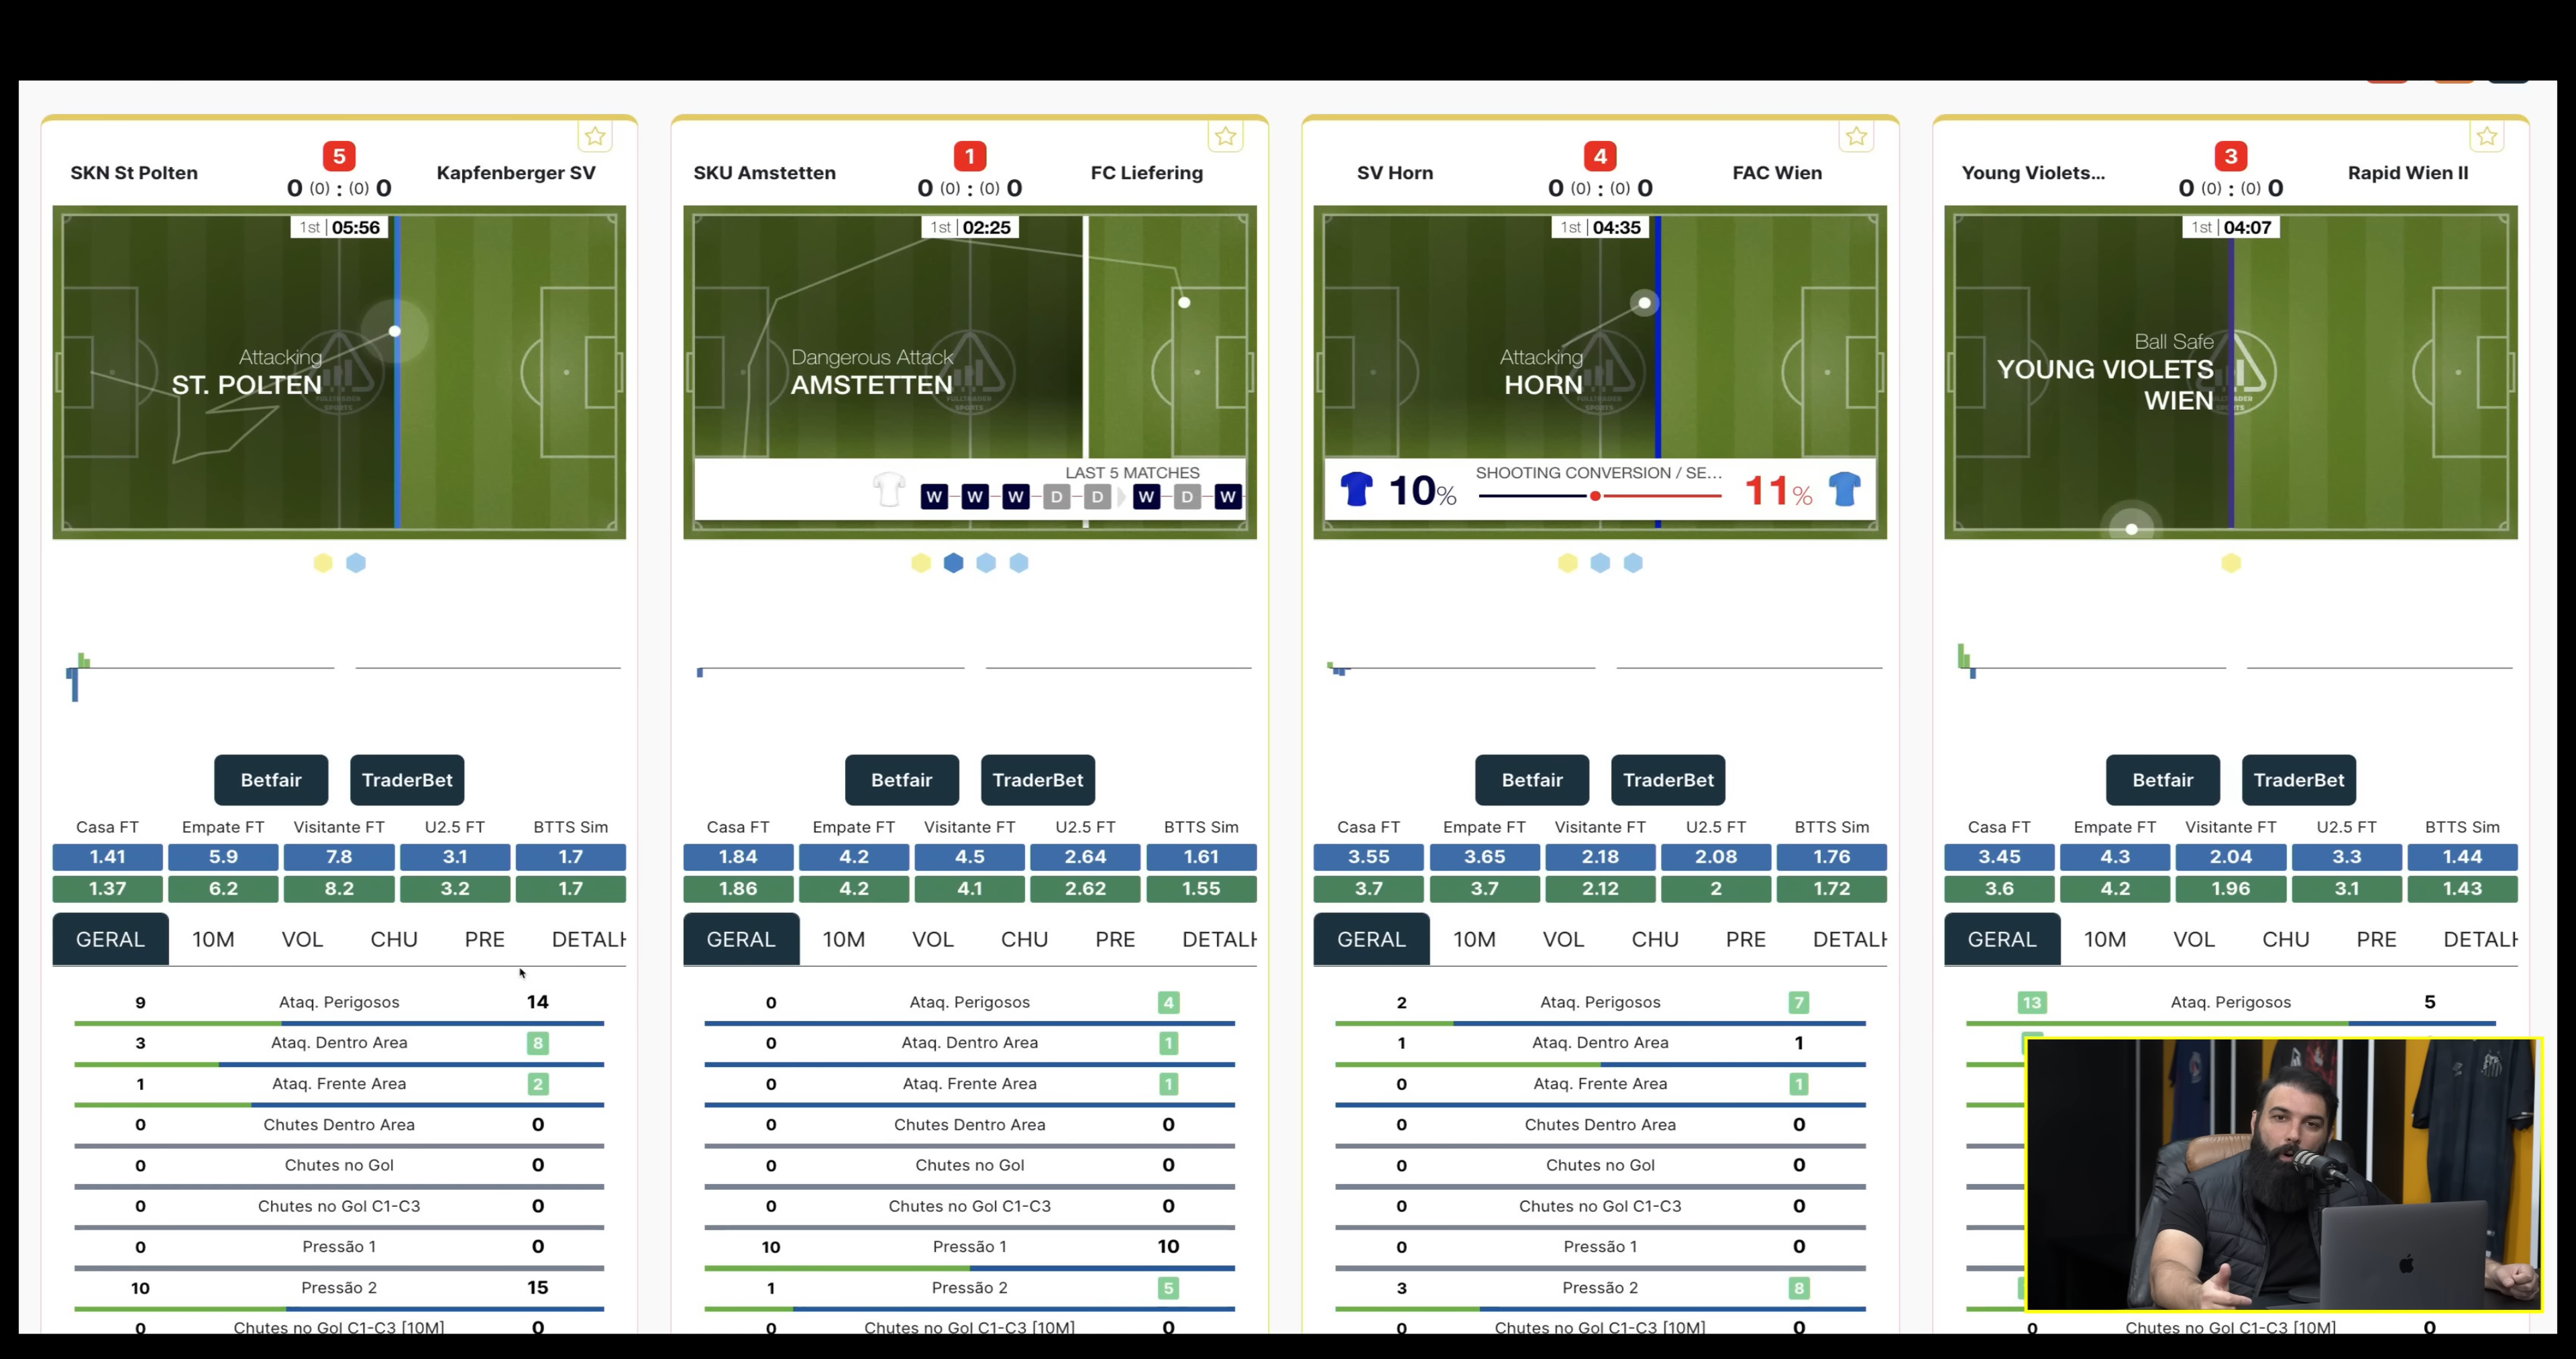 SKN St Polten 5 Kapfenberger SV
0 (0) : (0) 0
1st | 05:56
Attacking
ST. POLTEN
Betfair TraderBet
Casa FT Empate FT Visitante FT U2.5 FT BTTS Sim
1.41 5.9 7.8 3.1 1.7
1.37 6.2 8.2 3.2 1.7
GERAL 10M VOL CHU PRE DETALH
9 Ataq. Perigosos 14
3 Ataq. Dentro Area 8
1 Ataq. Frente Area 2
0 Chutes Dentro Area 0
0 Chutes no Gol 0
0 Chutes no Gol C1-C3 0
0 Pressão 1 0
10 Pressão 2 15
0 Chutes no Gol C1-C3 [10M] 0
SKU Amstetten 1 FC Liefering
0 (0) : (0) 0
1st | 02:25
Dangerous Attack
AMSTETTEN
LAST 5 MATCHES
W W W D D W D W
Betfair TraderBet
Casa FT Empate FT Visitante FT U2.5 FT BTTS Sim
1.84 4.2 4.5 2.64 1.61
1.86 4.2 4.1 2.62 1.55
GERAL 10M VOL CHU PRE DETALH
0 Ataq. Perigosos 4
0 Ataq. Dentro Area 1
0 Ataq. Frente Area 1
0 Chutes Dentro Area 0
0 Chutes no Gol 0
0 Chutes no Gol C1-C3 0
10 Pressão 1 10
1 Pressão 2 5
0 Chutes no Gol C1-C3 [10M] 0
SV Horn 4 FAC Wien
0 (0) : (0) 0
1st | 04:35
Attacking
HORN
SHOOTING CONVERSION / SE...
10% 11%
Betfair TraderBet
Casa FT Empate FT Visitante FT U2.5 FT BTTS Sim
3.55 3.65 2.18 2.08 1.76
3.7 3.7 2.12 2 1.72
GERAL 10M VOL CHU PRE DETALH
2 Ataq. Perigosos 7
1 Ataq. Dentro Area 1
0 Ataq. Frente Area 1
0 Chutes Dentro Area 0
0 Chutes no Gol 0
0 Chutes no Gol C1-C3 0
0 Pressão 1 0
3 Pressão 2 8
0 Chutes no Gol C1-C3 [10M] 0
Young Violets... 3 Rapid Wien II
0 (0) : (0) 0
1st | 04:07
Ball Safe
YOUNG VIOLETS
WIEN
Betfair TraderBet
Casa FT Empate FT Visitante FT U2.5 FT BTTS Sim
3.45 4.3 2.04 3.3 1.44
3.6 4.2 1.96 3.1 1.43
GERAL 10M VOL CHU PRE DETALH
13 Ataq. Perigosos 5
0 Chutes no Gol C1-C3 [10M] 0